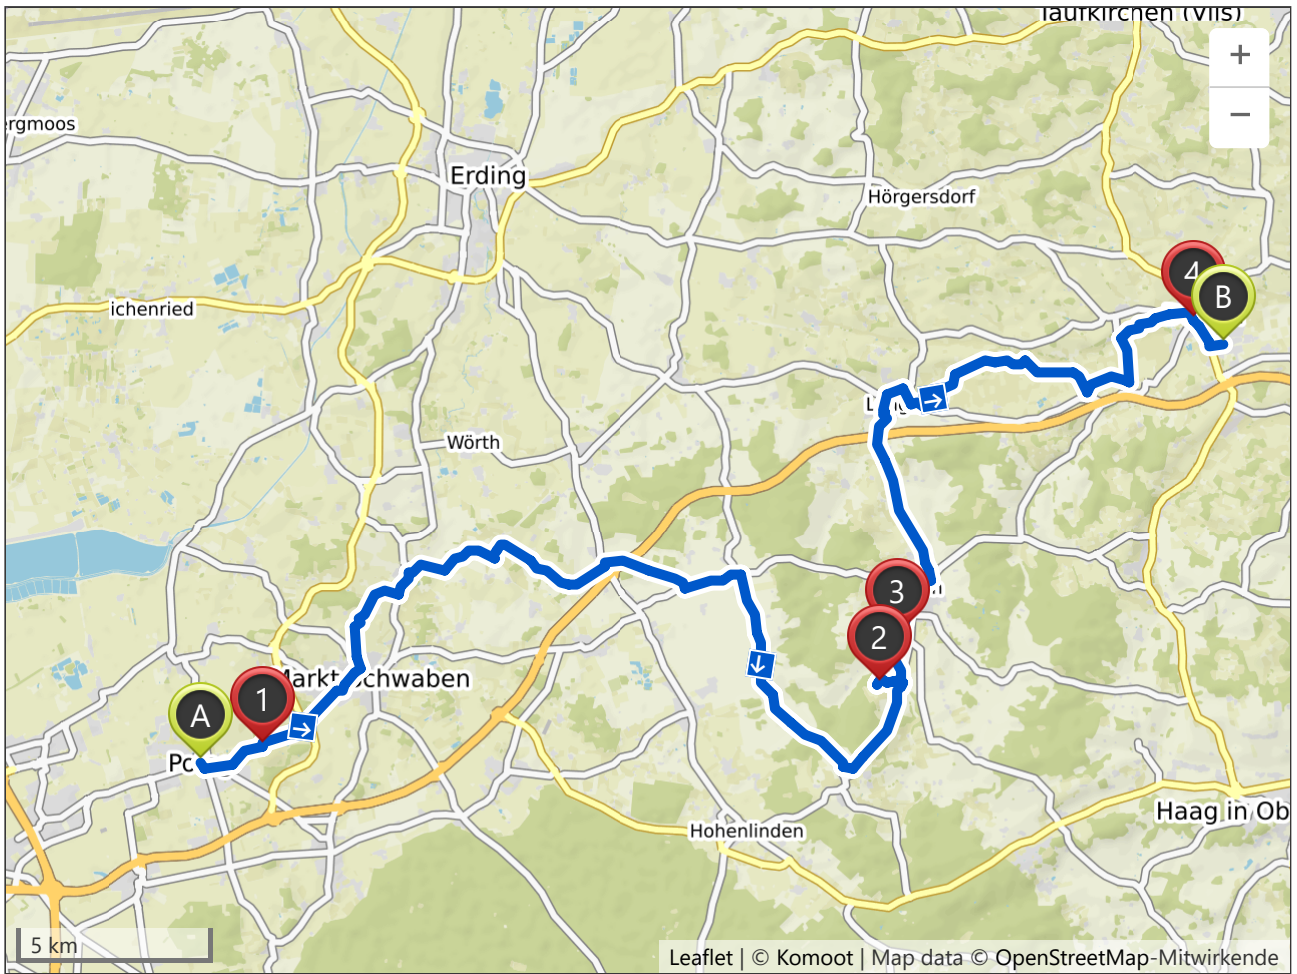 Taufkirchen (Vils)
+
−
ergmoos
Erding
Hörgersdorf
4
B
ichenried
Wörth
3
2
Markt Schwaben
1
A
Haag in Ob
Hohenlinden
5 km
Leaflet | © Komoot | Map data © OpenStreetMap-Mitwirkende